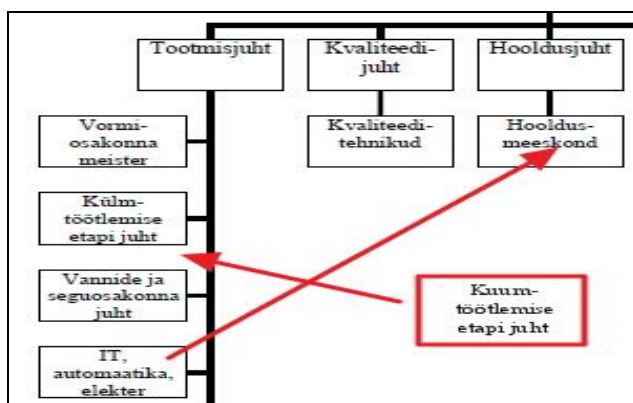 Tootmisjuht
Kvaliteedi-
juht
Hooldusjuht
Vormi-
osakonna
meister
Kvaliteedi-
tehnikud
Hooldus-
meeskond
Külm-
töötlemise
etapi juht
Vannide ja
seguosakonna
juht
Kuum-
töötlemise
etapi juht
IT,
automaatika,
elekter